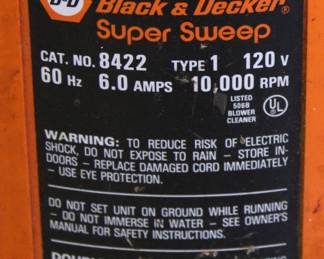 B&D Black & Decker®
Super Sweep
CAT. NO. 8422 TYPE 1 120 V
60 Hz 6.0 AMPS 10,000 RPM
LISTED
506B
BLOWER
CLEANER
UL
WARNING: TO REDUCE RISK OF ELECTRIC
SHOCK, DO NOT EXPOSE TO RAIN – STORE IN-
DOORS – REPLACE DAMAGED CORD IMMEDIATELY
– USE EYE PROTECTION.
DO NOT SET UNIT ON GROUND WHILE RUNNING
– DO NOT IMMERSE IN WATER – SEE OWNER'S
MANUAL FOR SAFETY INSTRUCTIONS.